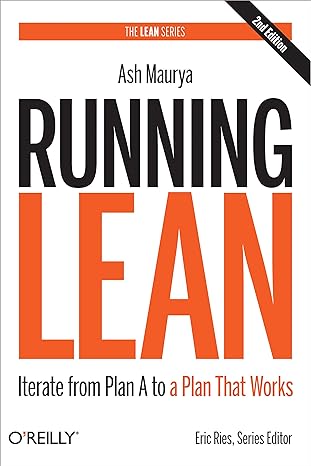 THE LEAN SERIES
2nd Edition
Ash Maurya
RUNNING
LEAN
Iterate from Plan A to a Plan That Works
O'REILLY®
Eric Ries, Series Editor